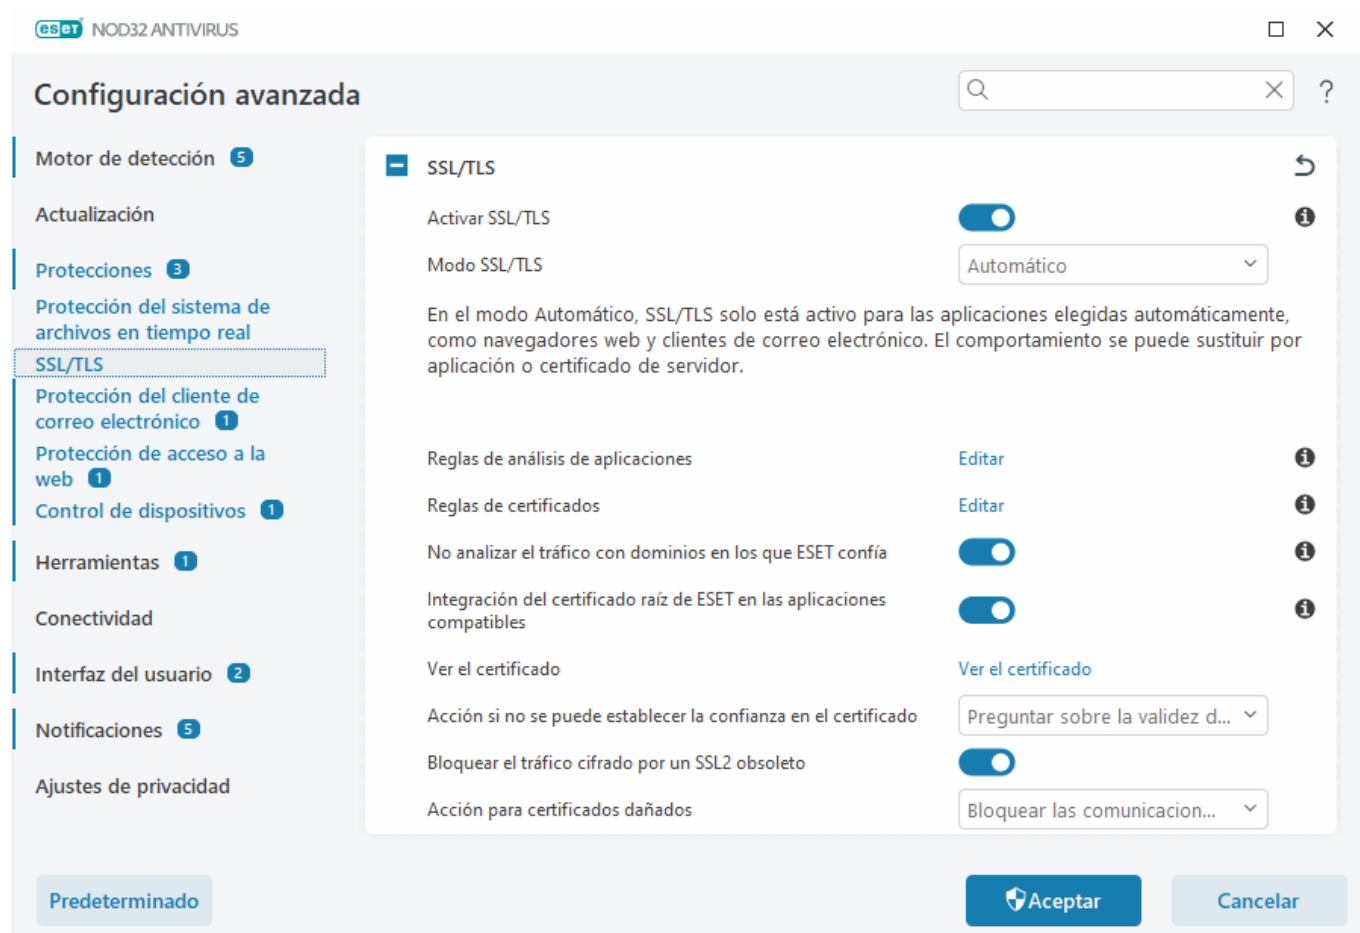 eset NOD32 ANTIVIRUS
Configuración avanzada
?
Motor de detección 5
Actualización
Protecciones 3
Protección del sistema de
archivos en tiempo real
SSL/TLS
Protección del cliente de
correo electrónico 1
Protección de acceso a la
web 1
Control de dispositivos 1
Herramientas 1
Conectividad
Interfaz del usuario 2
Notificaciones 5
Ajustes de privacidad
SSL/TLS
Activar SSL/TLS
Modo SSL/TLS Automático
En el modo Automático, SSL/TLS solo está activo para las aplicaciones elegidas automáticamente,
como navegadores web y clientes de correo electrónico. El comportamiento se puede sustituir por
aplicación o certificado de servidor.
Reglas de análisis de aplicaciones Editar
Reglas de certificados Editar
No analizar el tráfico con dominios en los que ESET confía
Integración del certificado raíz de ESET en las aplicaciones
compatibles
Ver el certificado Ver el certificado
Acción si no se puede establecer la confianza en el certificado Preguntar sobre la validez d...
Bloquear el tráfico cifrado por un SSL2 obsoleto
Acción para certificados dañados Bloquear las comunicacion...
Predeterminado Aceptar Cancelar